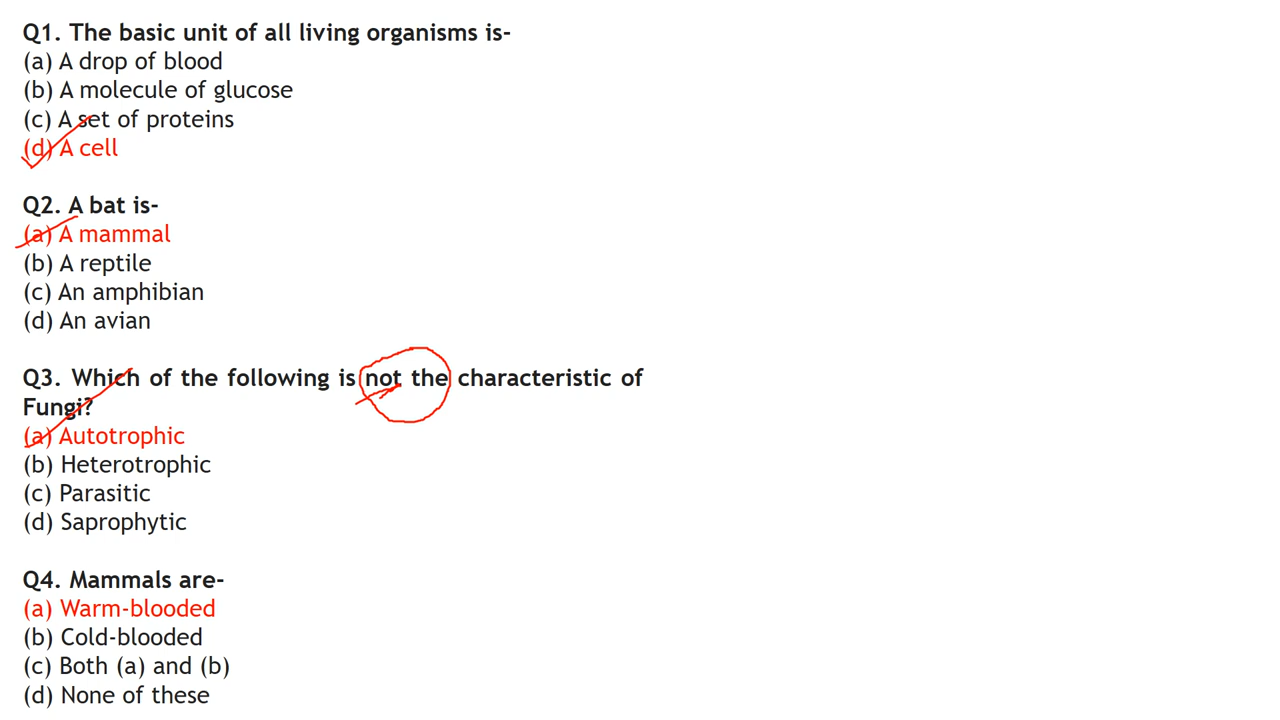 Q1. The basic unit of all living organisms is-
(a) A drop of blood
(b) A molecule of glucose
(c) A set of proteins
(d) A cell
Q2. A bat is-
(a) A mammal
(b) A reptile
(c) An amphibian
(d) An avian
Q3. Which of the following is not the characteristic of
Fungi?
(a) Autotrophic
(b) Heterotrophic
(c) Parasitic
(d) Saprophytic
Q4. Mammals are-
(a) Warm-blooded
(b) Cold-blooded
(c) Both (a) and (b)
(d) None of these